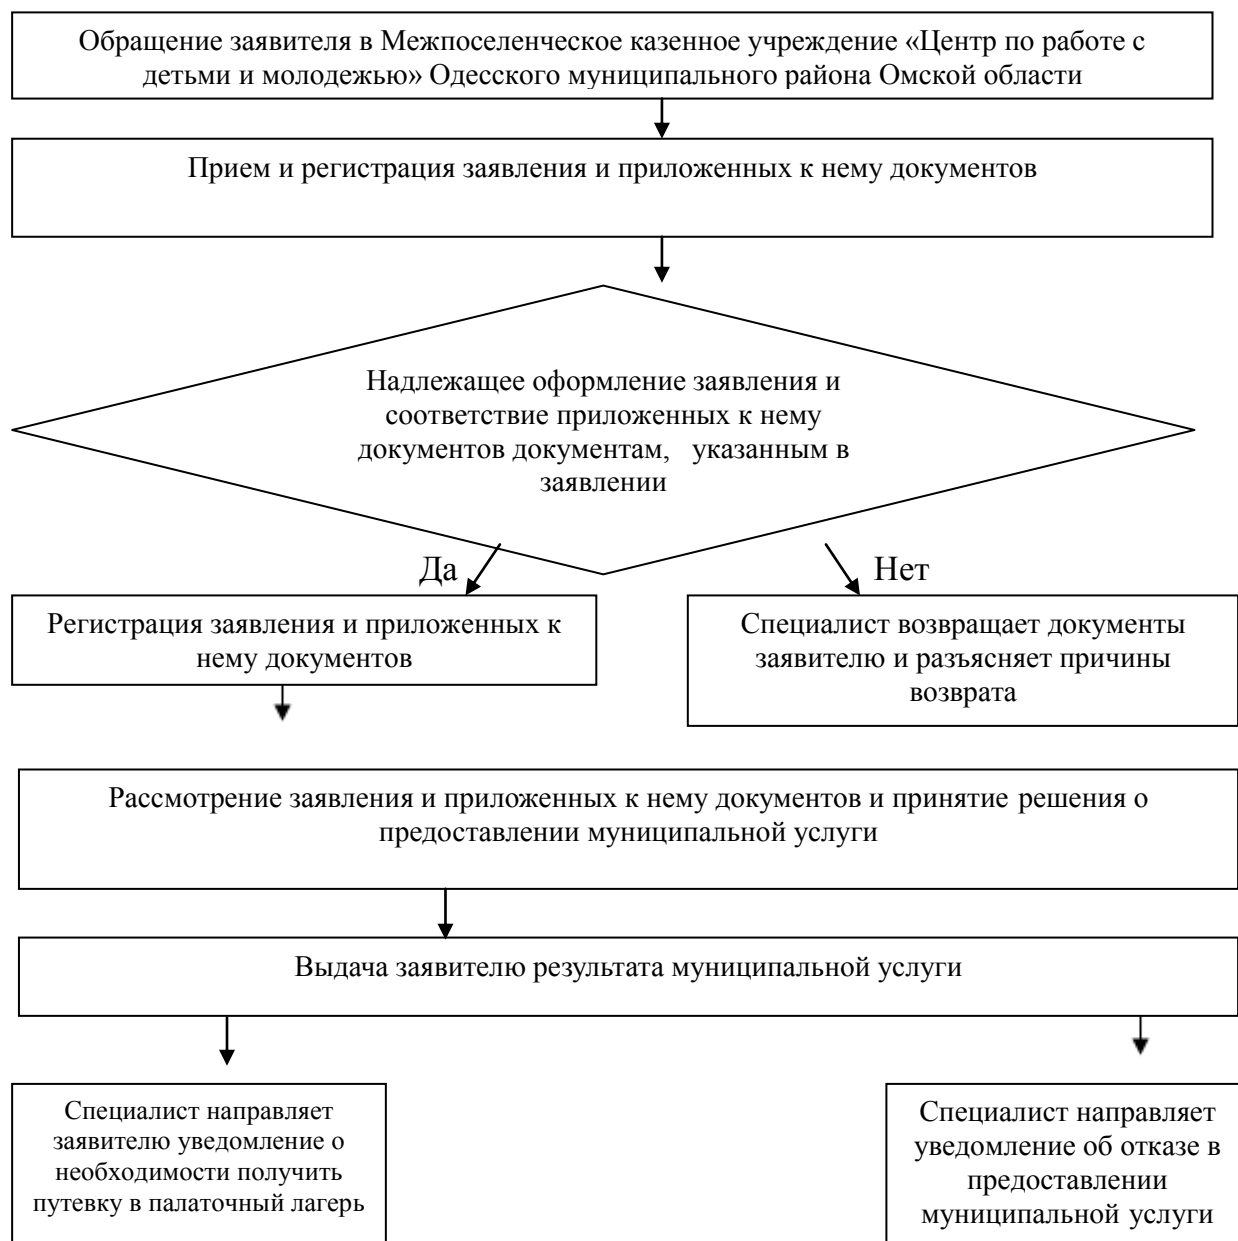 Обращение заявителя в Межпоселенческое казенное учреждение «Центр по работе с
детьми и молодежью» Одесского муниципального района Омской области
Прием и регистрация заявления и приложенных к нему документов
Надлежащее оформление заявления и
соответствие приложенных к нему
документов документам, указанным в
заявлении
Да
Нет
Регистрация заявления и приложенных к
нему документов
Специалист возвращает документы
заявителю и разъясняет причины
возврата
Рассмотрение заявления и приложенных к нему документов и принятие решения о
предоставлении муниципальной услуги
Выдача заявителю результата муниципальной услуги
Специалист направляет
заявителю уведомление о
необходимости получить
путевку в палаточный лагерь
Специалист направляет
уведомление об отказе в
предоставлении
муниципальной услуги